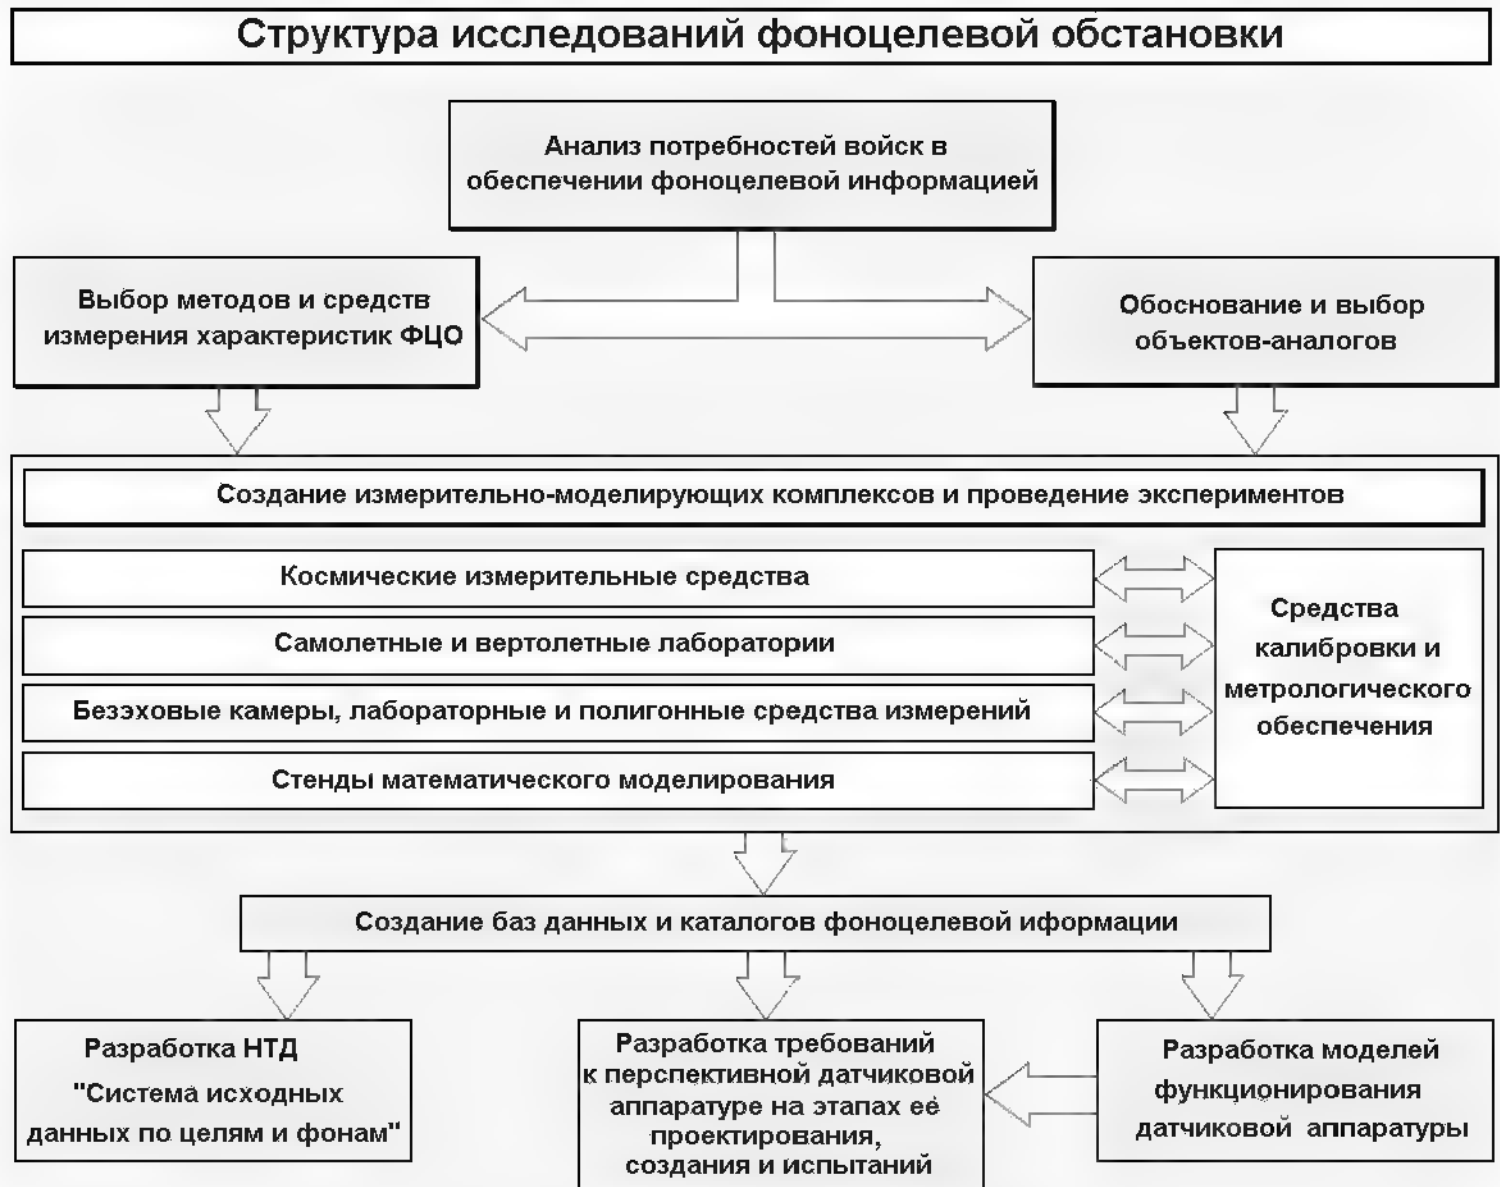 Структура исследований фоноцелевой обстановки
Анализ потребностей войск в
обеспечении фоноцелевой информацией
Выбор методов и средств
измерения характеристик ФЦО
Обоснование и выбор
объектов-аналогов
Создание измерительно-моделирующих комплексов и проведение экспериментов
Космические измерительные средства
Самолетные и вертолетные лаборатории
Безэховые камеры, лабораторные и полигонные средства измерений
Стенды математического моделирования
Средства
калибровки и
метрологического
обеспечения
Создание баз данных и каталогов фоноцелевой иформации
Разработка НТД
"Система исходных
данных по целям и фонам"
Разработка требований
к перспективной датчиковой
аппаратуре на этапах её
проектирования,
создания и испытаний
Разработка моделей
функционирования
датчиковой аппаратуры